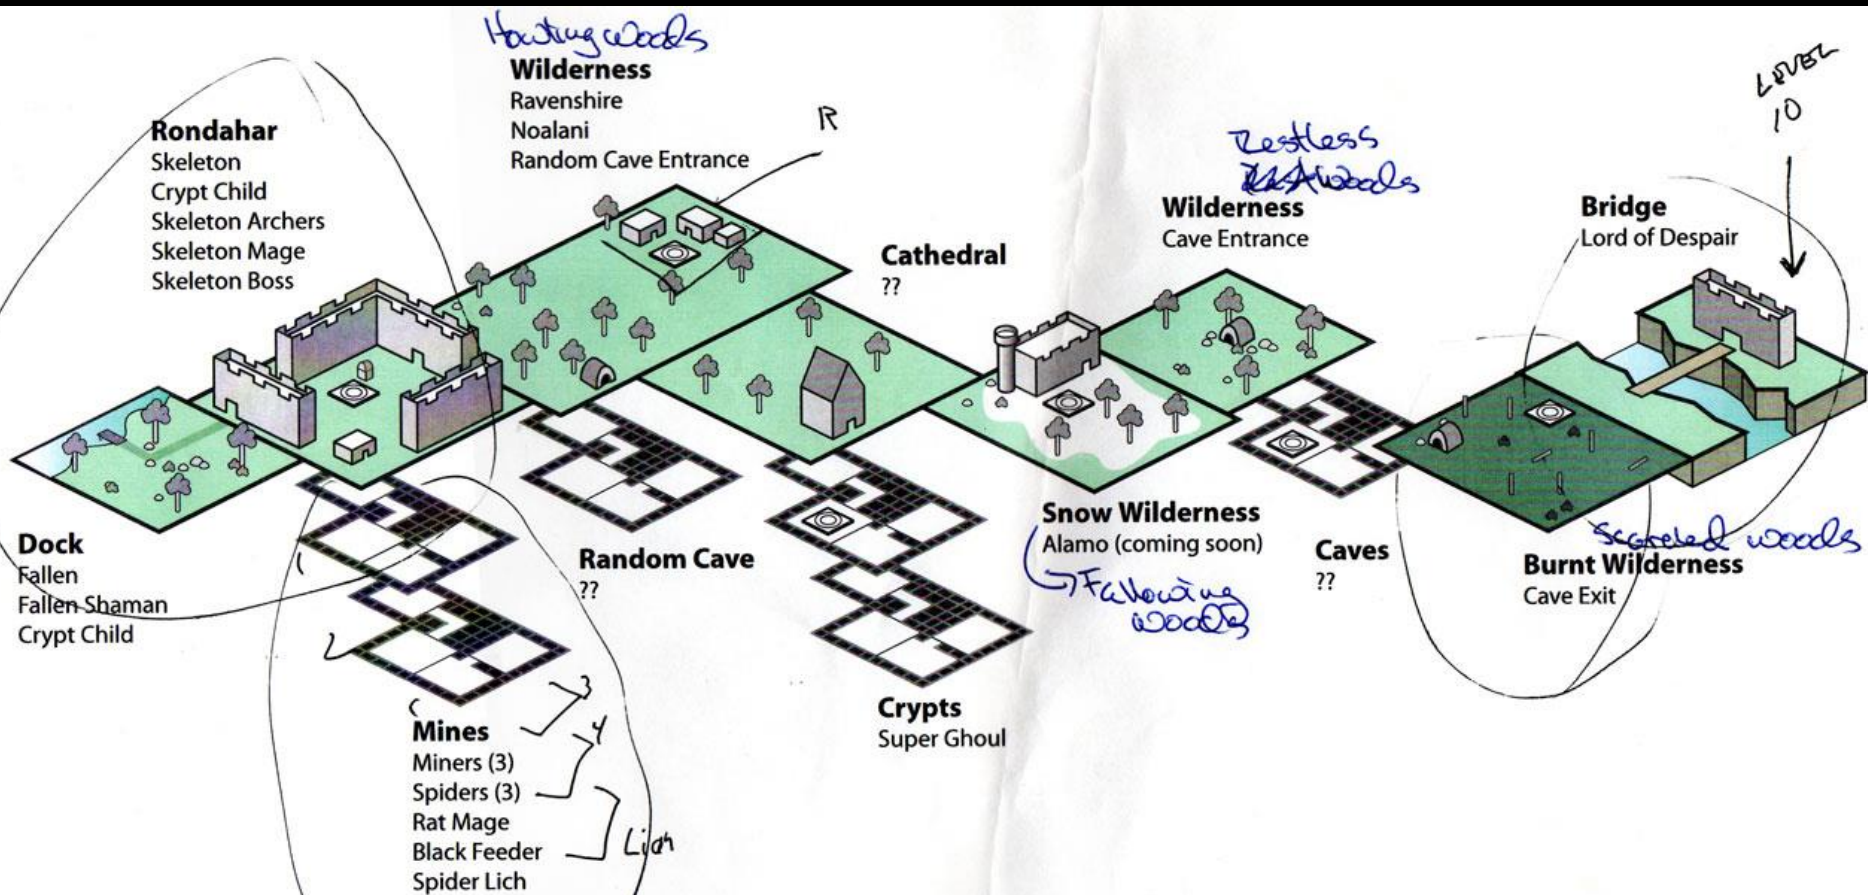 Howling woods
Wilderness
Ravenshire
Noalani
Random Cave Entrance
R
Rondahar
Skeleton
Crypt Child
Skeleton Archers
Skeleton Mage
Skeleton Boss
Cathedral
??
Restless
woods
Wilderness
Cave Entrance
LEVEL
10
Bridge
Lord of Despair
Dock
Fallen
Fallen Shaman
Crypt Child
1
2
3
4
Mines
Miners (3)
Spiders (3)
Rat Mage
Black Feeder
Spider Lich
Lich
Random Cave
??
Crypts
Super Ghoul
Snow Wilderness
Alamo (coming soon)
woods
Caves
??
woods
Burnt Wilderness
Cave Exit